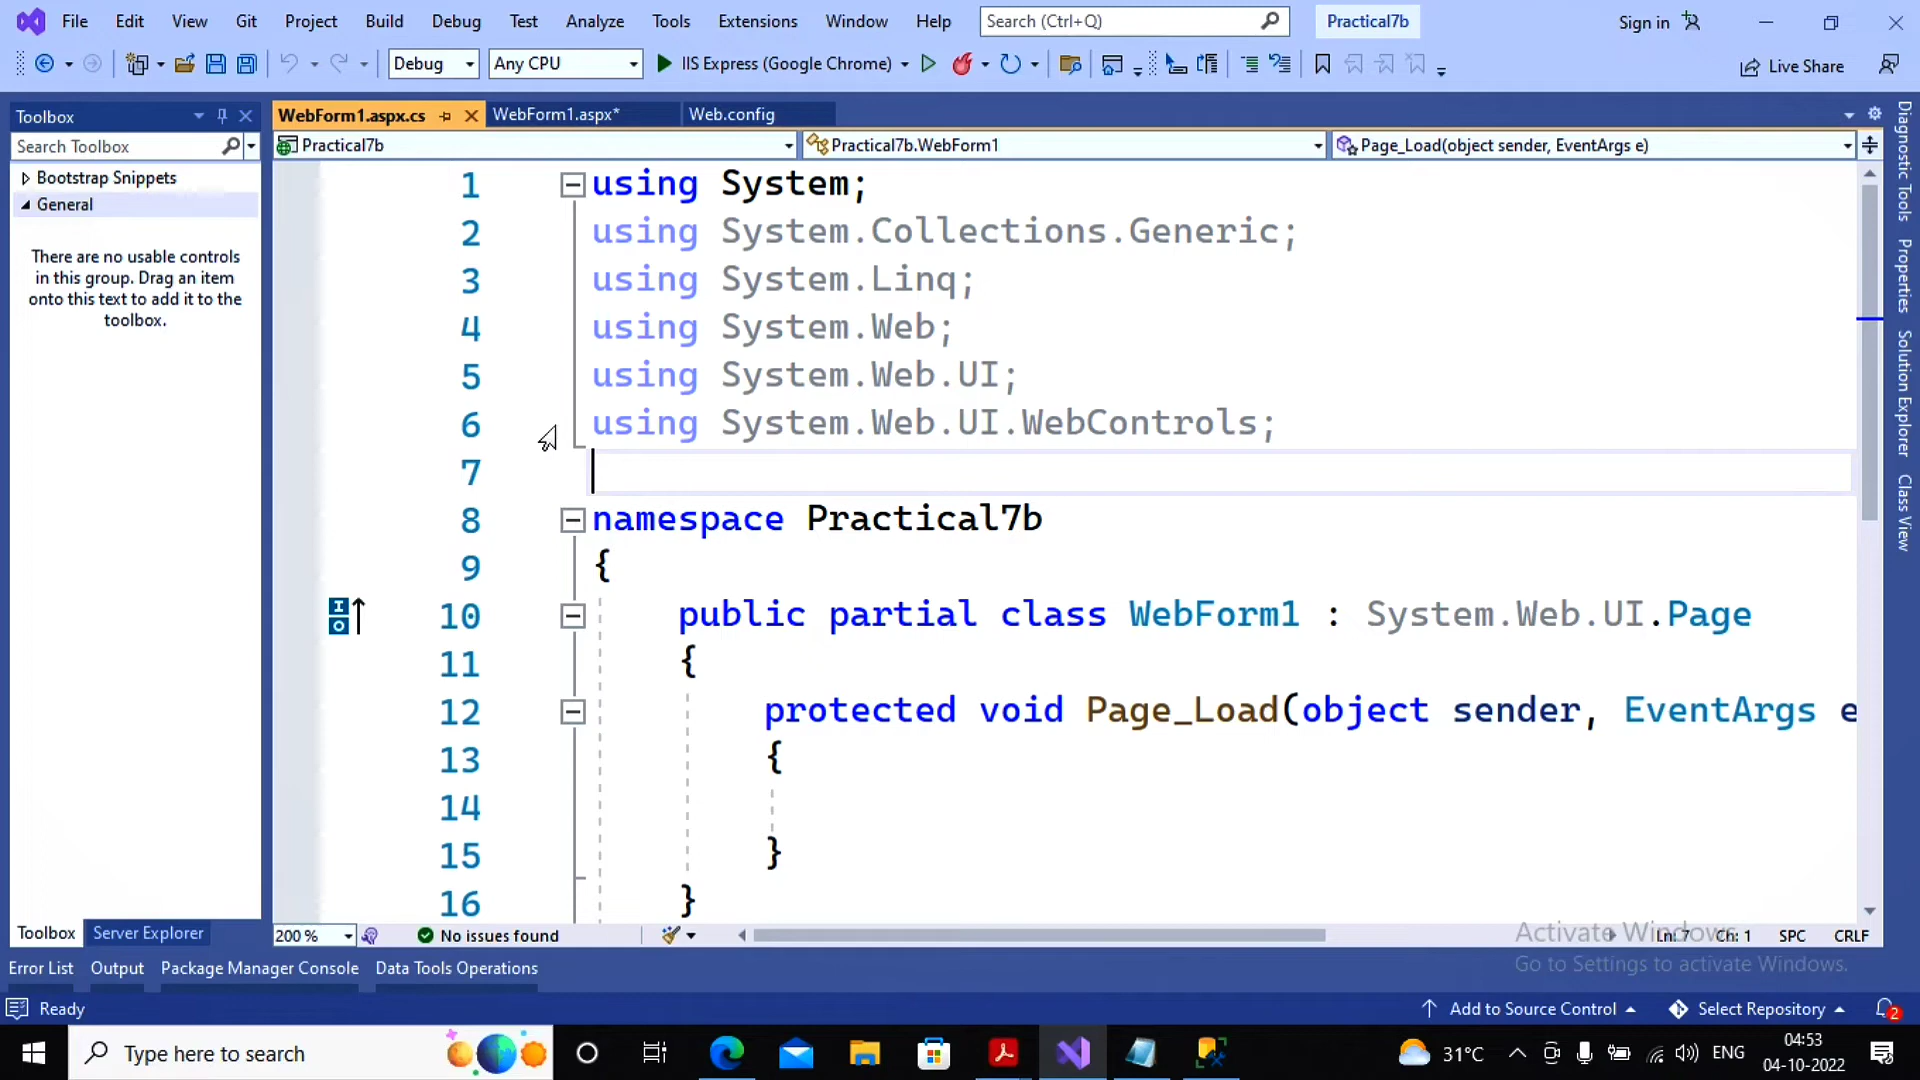 File Edit View Git Project Build Debug Test Analyze Tools Extensions Window Help Search (Ctrl+Q) Practical7b Sign in
Debug Any CPU IIS Express (Google Chrome) Live Share
Toolbox
WebForm1.aspx.cs WebForm1.aspx* Web.config
Search Toolbox
Practical7b Practical7b.WebForm1 Page_Load(object sender, EventArgs e)
Bootstrap Snippets
General
There are no usable controls
in this group. Drag an item
onto this text to add it to the
toolbox.
1 using System;
2 using System.Collections.Generic;
3 using System.Linq;
4 using System.Web;
5 using System.Web.UI;
6 using System.Web.UI.WebControls;
7
8 namespace Practical7b
9 {
10 public partial class WebForm1 : System.Web.UI.Page
11 {
12 protected void Page_Load(object sender, EventArgs e
13 {
14
15 }
16 }
Diagnostic Tools
Properties
Solution Explorer
Class View
Toolbox Server Explorer
200 % No issues found Ln: 7 Ch: 1 SPC CRLF
Activate Windows
Go to Settings to activate Windows.
Error List Output Package Manager Console Data Tools Operations
Ready Add to Source Control Select Repository 2
Type here to search 31°C ENG 04:53
04-10-2022